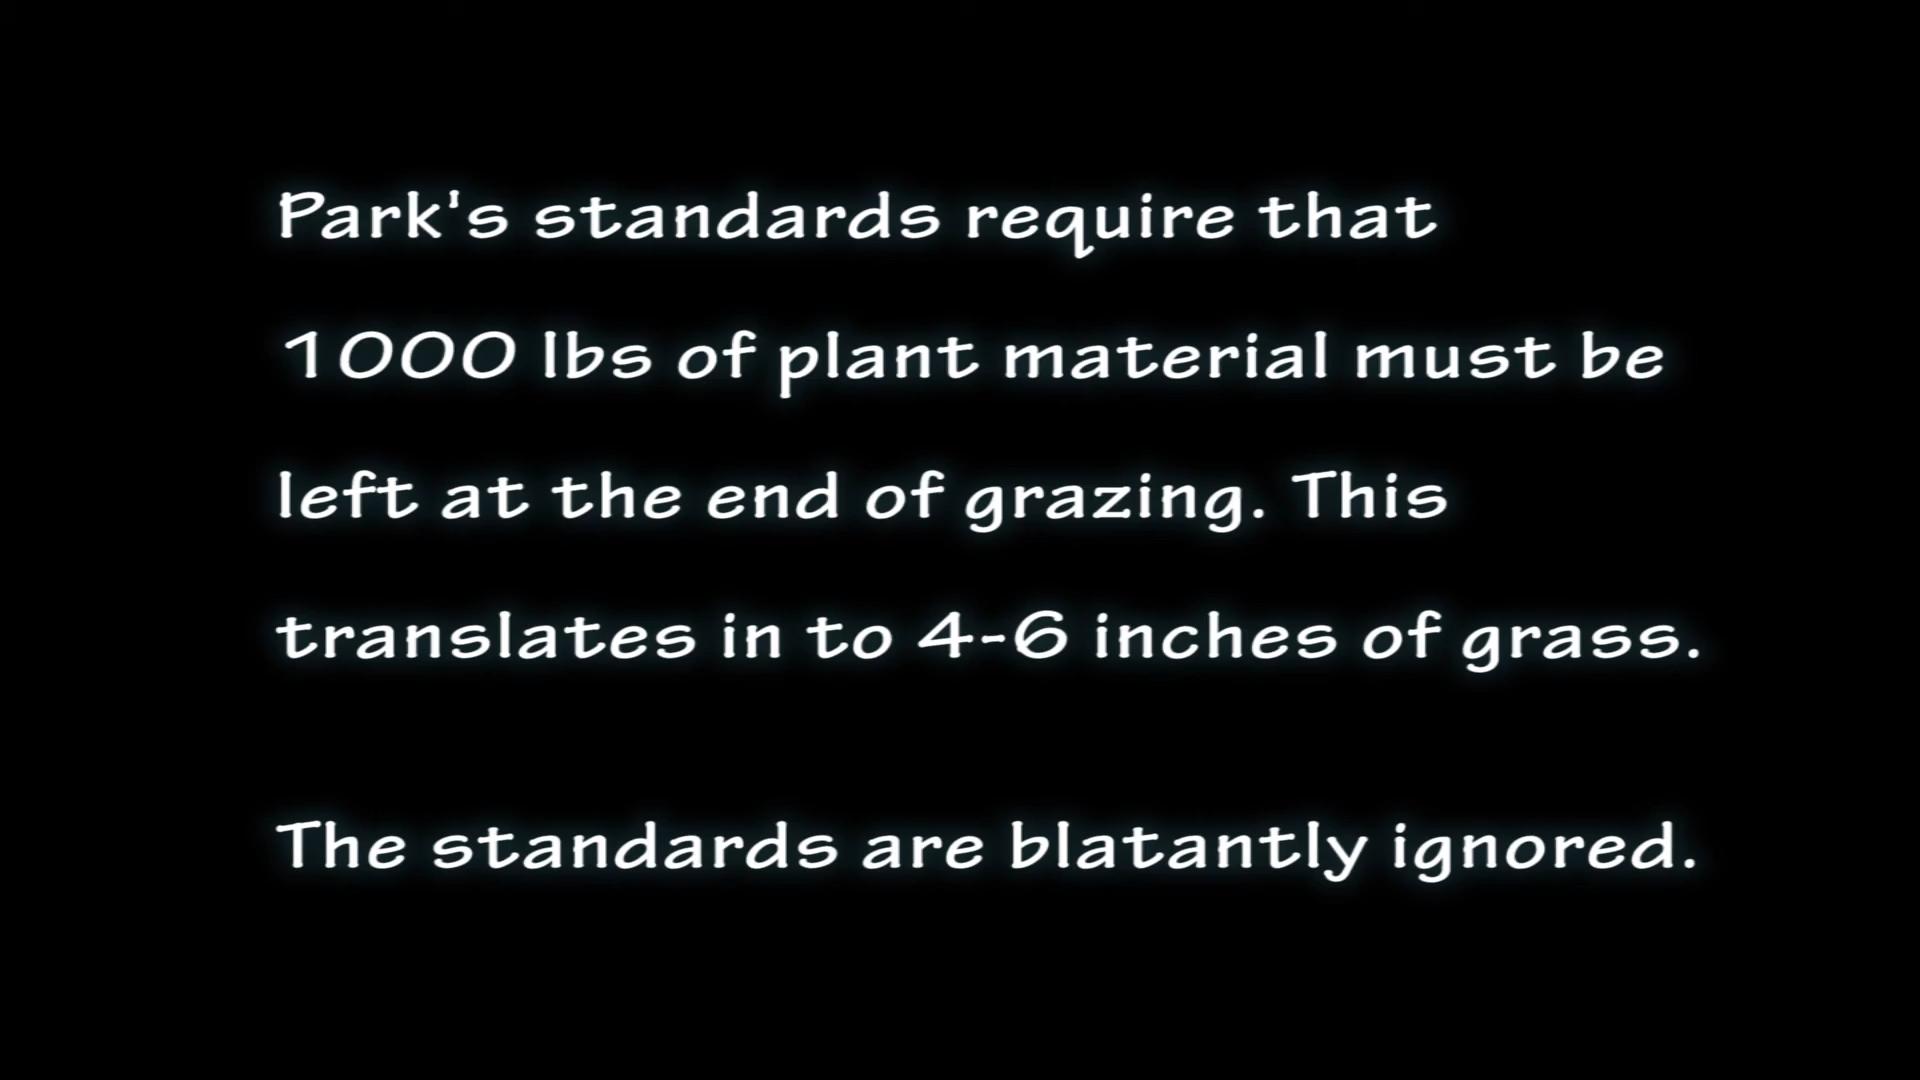 Park's standards require that
1000 lbs of plant material must be
left at the end of grazing. This
translates in to 4-6 inches of grass.
The standards are blatantly ignored.